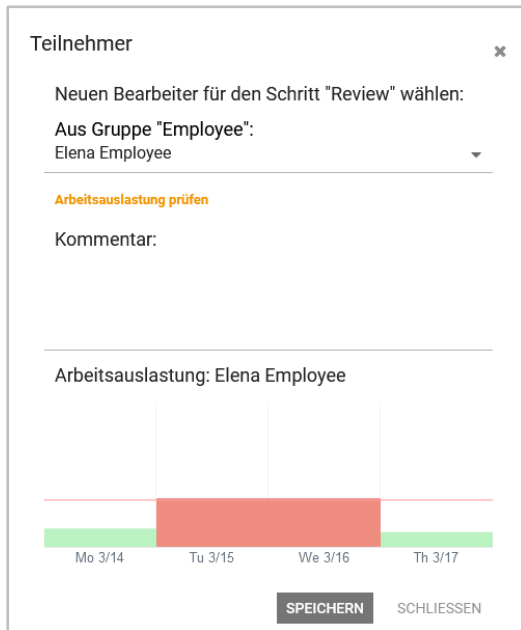 Teilnehmer
Neuen Bearbeiter für den Schritt "Review" wählen:
Aus Gruppe "Employee":
Elena Employee
Arbeitsauslastung prüfen
Kommentar:
Arbeitsauslastung: Elena Employee
Mo 3/14 Tu 3/15 We 3/16 Th 3/17
SPEICHERN SCHLIESSEN